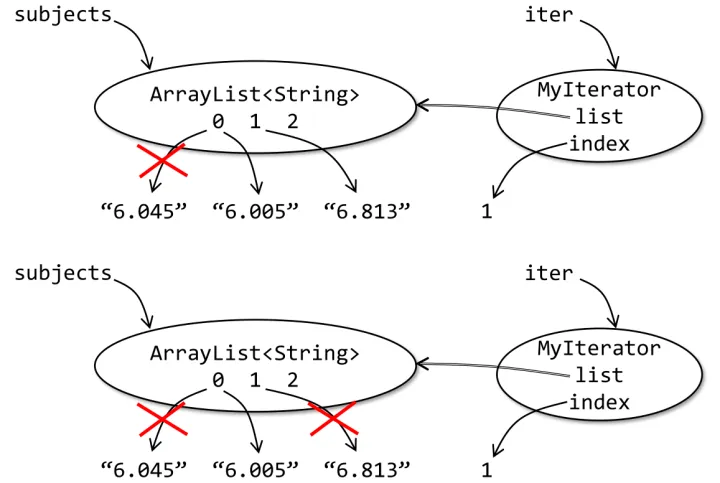 subjects iter
ArrayList<String> MyIterator
0 1 2 list
index
“6.045” “6.005” “6.813” 1
subjects iter
ArrayList<String> MyIterator
0 1 2 list
index
“6.045” “6.005” “6.813” 1